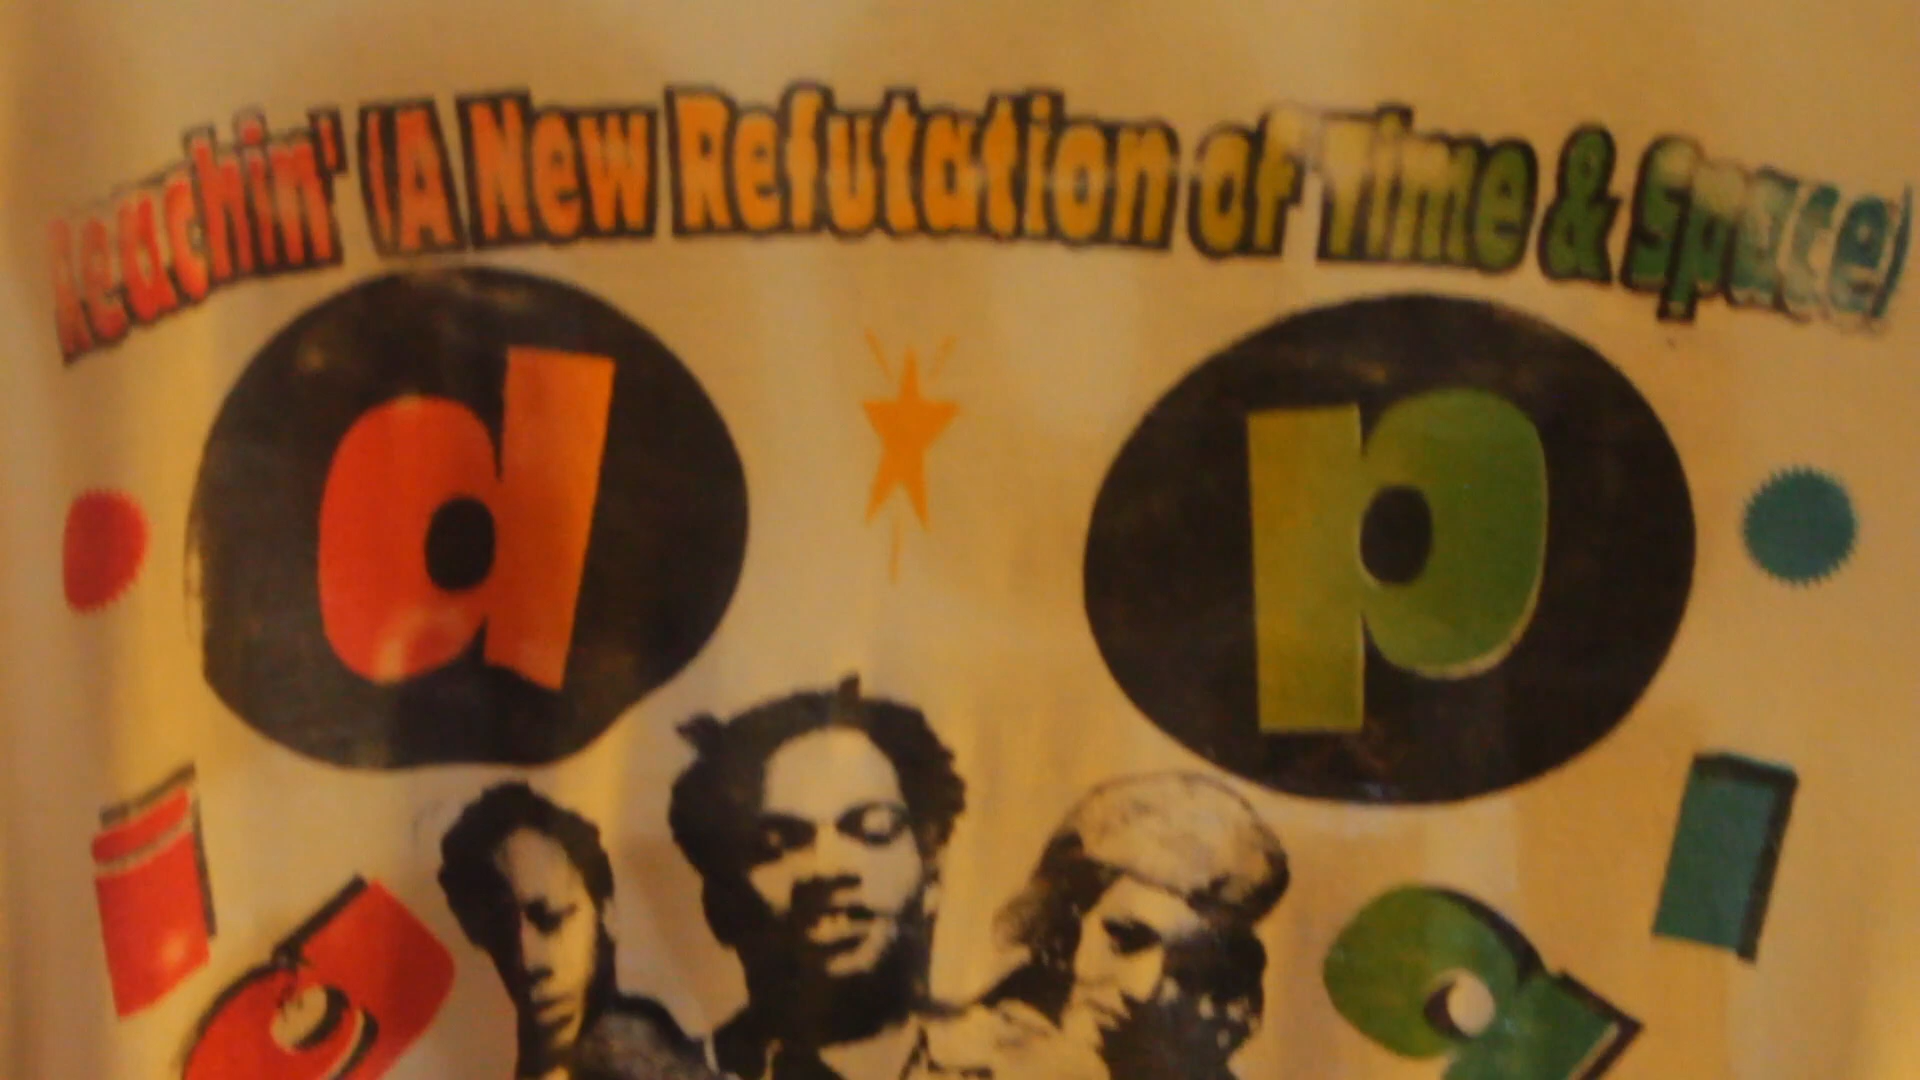 Reachin' (A New Refutation of Time & Space)
d p
i i
g a